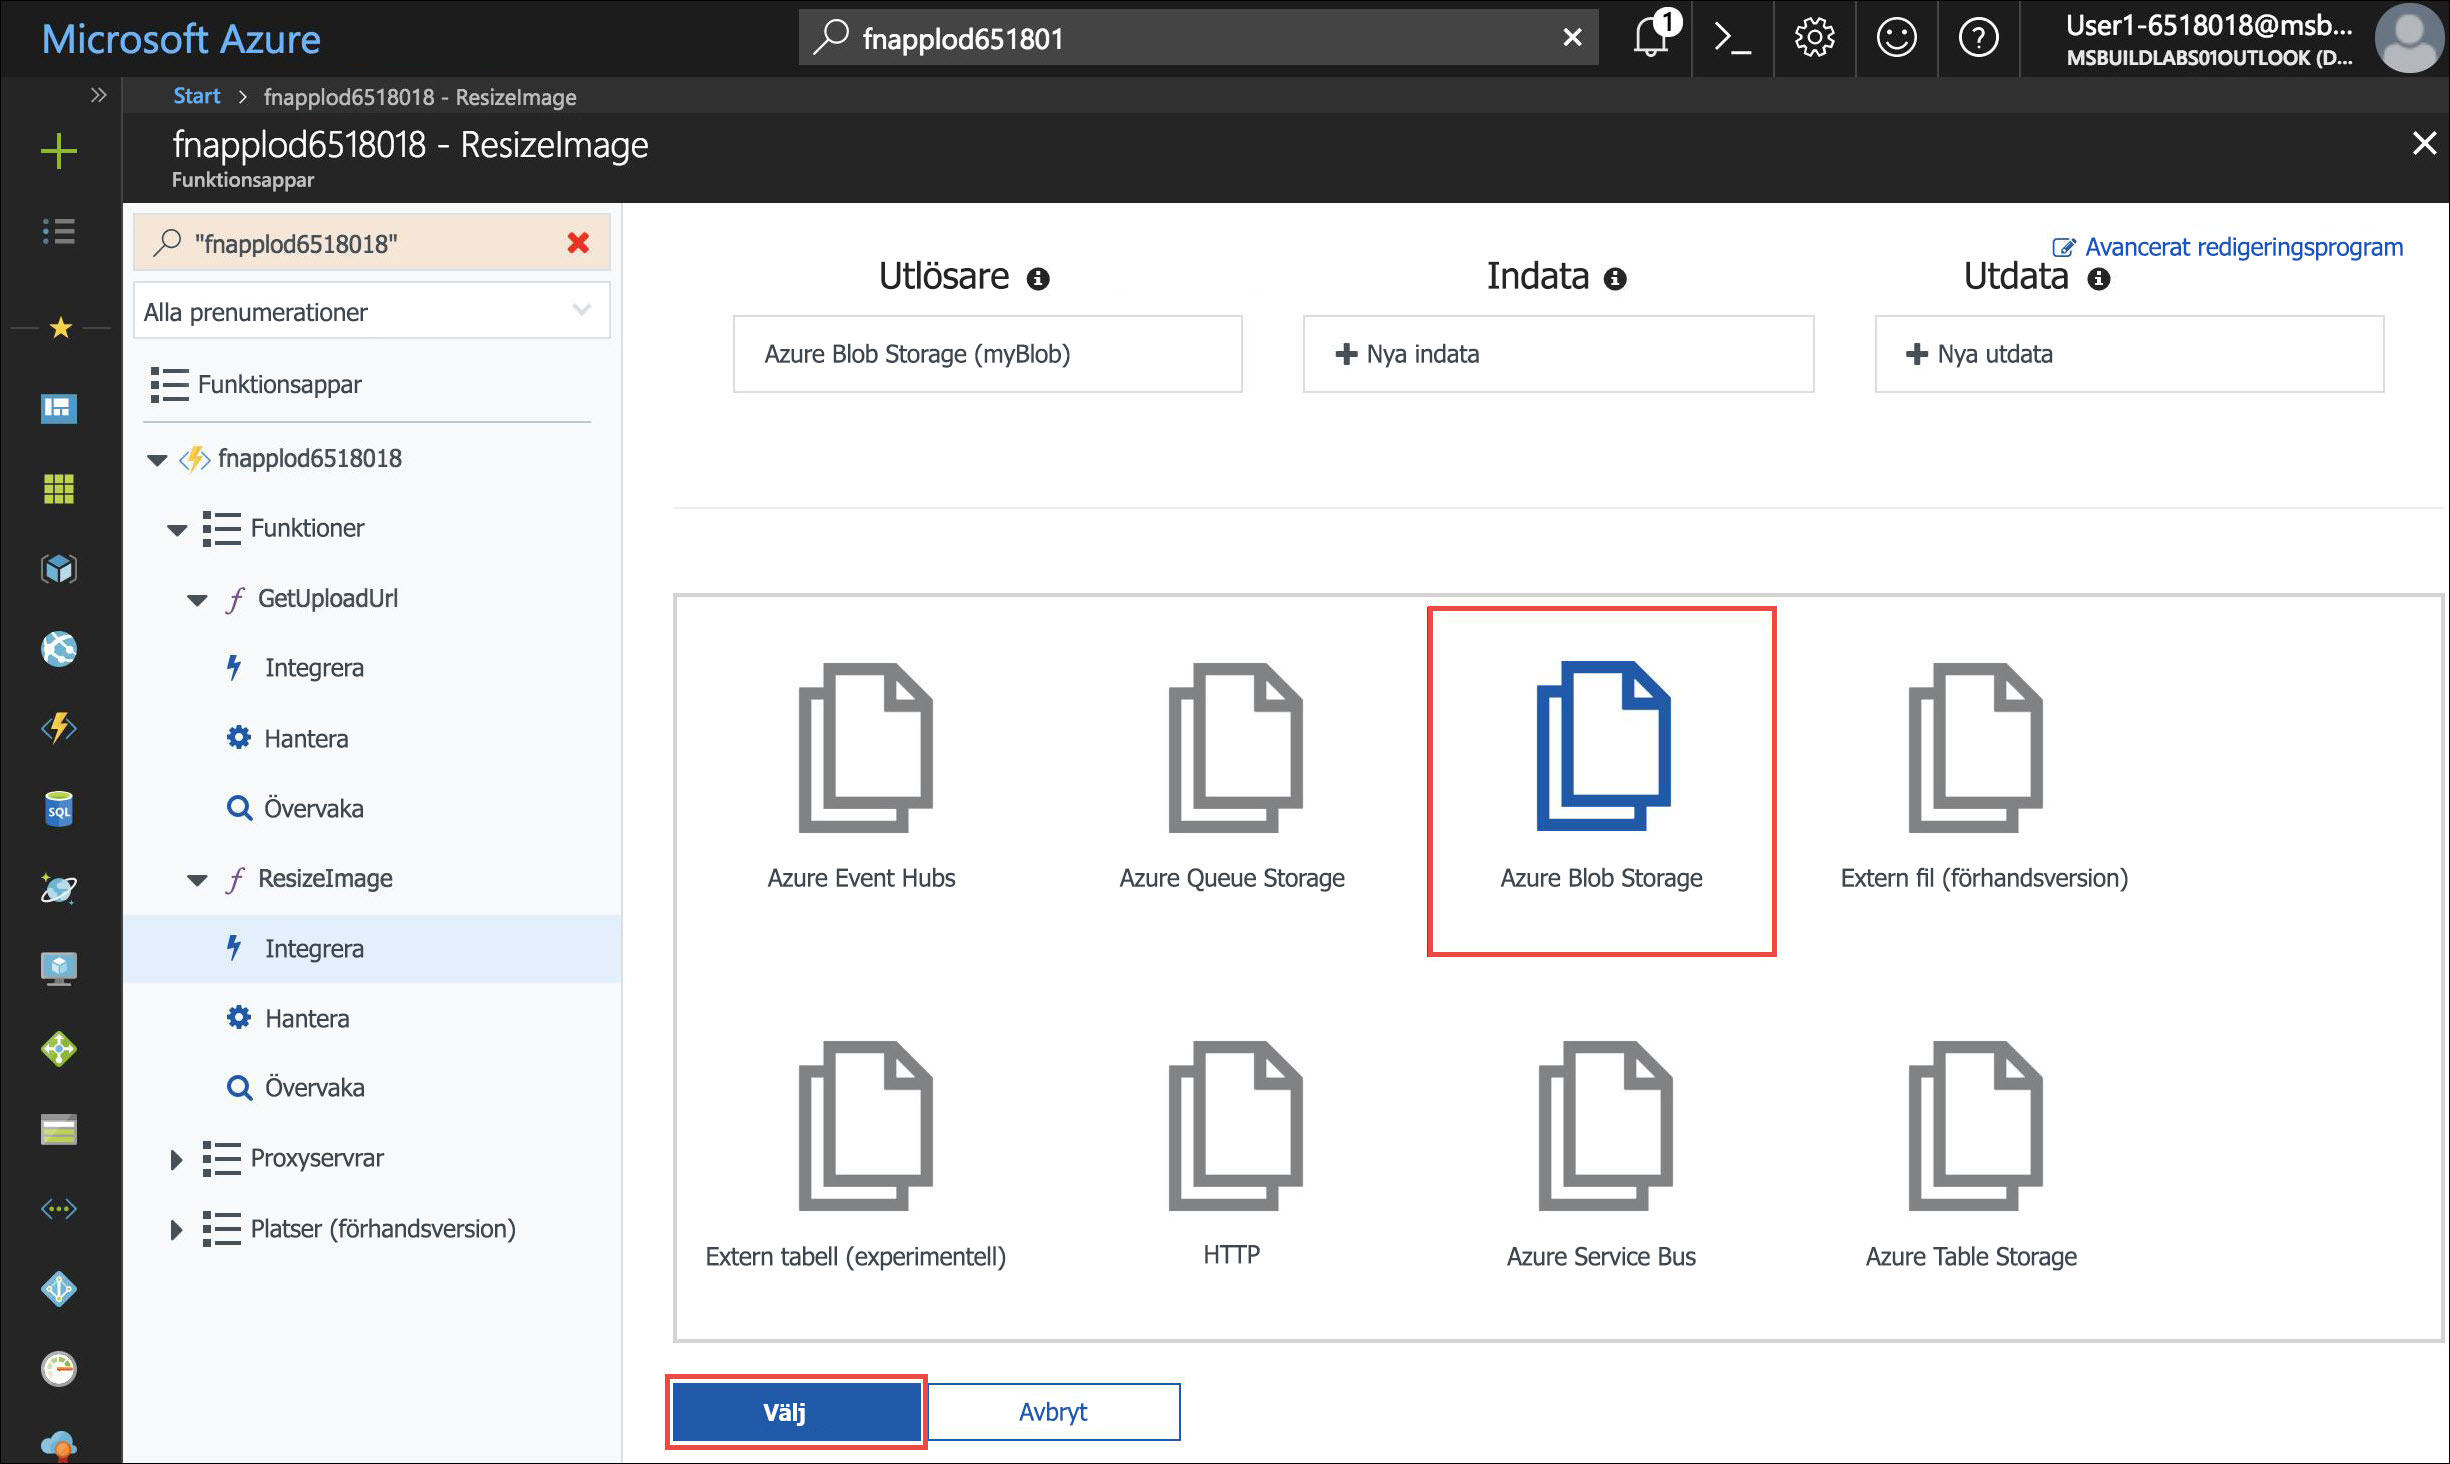 Microsoft Azure
fnapplod651801
1
User1-6518018@msb...
MSBUILDLABS01OUTLOOK (D...
Start > fnapplod6518018 - ResizeImage
fnapplod6518018 - ResizeImage
Funktionsappar
"fnapplod6518018"
Alla prenumerationer
Funktionsappar
fnapplod6518018
Funktioner
GetUploadUrl
Integrera
Hantera
Övervaka
ResizeImage
Integrera
Hantera
Övervaka
Proxyservrar
Platser (förhandsversion)
SQL
Avancerat redigeringsprogram
Utlösare
Indata
Utdata
Azure Blob Storage (myBlob)
Nya indata
Nya utdata
Azure Event Hubs
Azure Queue Storage
Azure Blob Storage
Extern fil (förhandsversion)
Extern tabell (experimentell)
HTTP
Azure Service Bus
Azure Table Storage
Välj
Avbryt